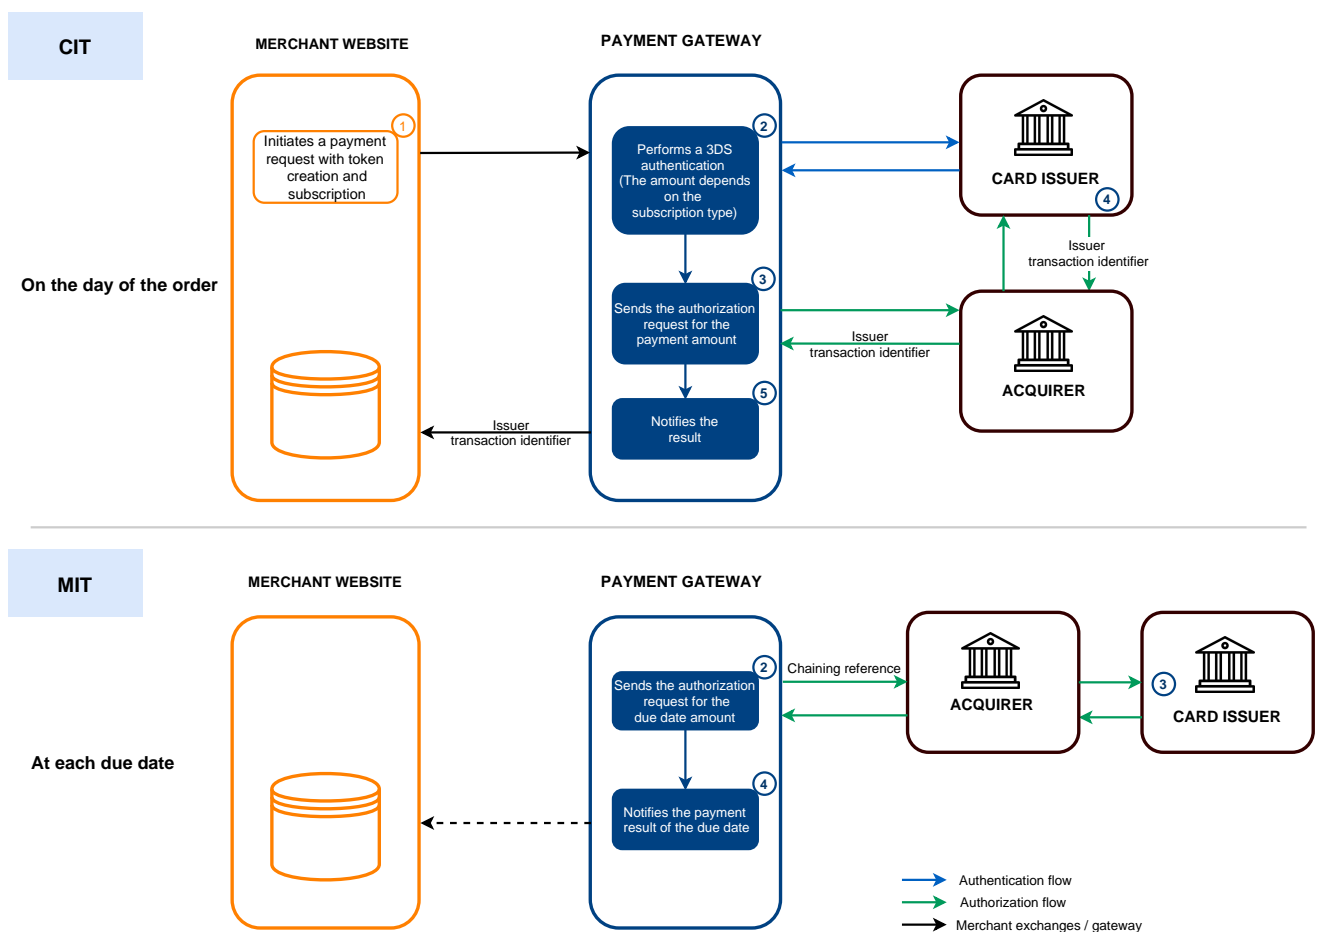 CIT
MERCHANT WEBSITE
PAYMENT GATEWAY
1
Initiates a payment
request with token
creation and
subscription
2
Performs a 3DS
authentication
(The amount depends
on the
subscription type)
CARD ISSUER
4
Issuer
transaction identifier
On the day of the order
3
Sends the authorization
request for the
payment amount
Issuer
transaction identifier
ACQUIRER
5
Notifies the
result
Issuer
transaction identifier
MIT
MERCHANT WEBSITE
PAYMENT GATEWAY
2
Sends the authorization
request for the
due date amount
Chaining reference
ACQUIRER
3
CARD ISSUER
At each due date
4
Notifies the payment
result of the due date
Authentication flow
Authorization flow
Merchant exchanges / gateway